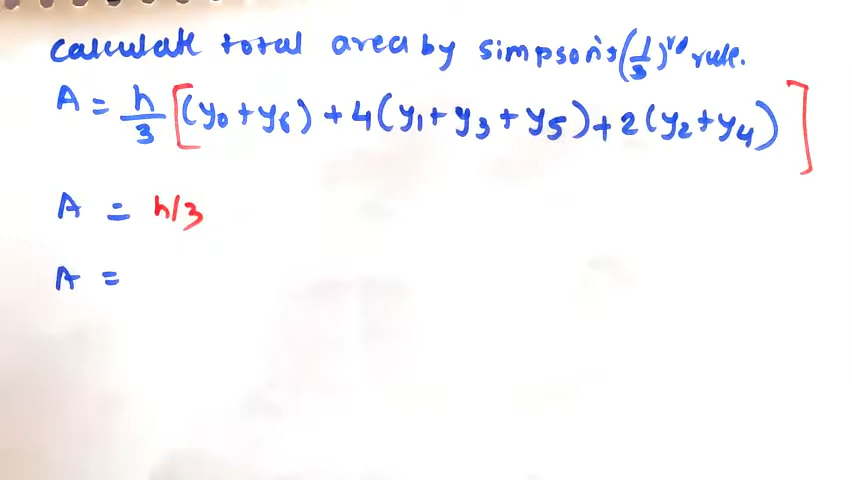 Calculate total area by simpson's (1/3)rd rule.
A = h/3 [(y₀+y₆) + 4(y₁+y₃+y₅) + 2(y₂+y₄)]
A = h/3
A =